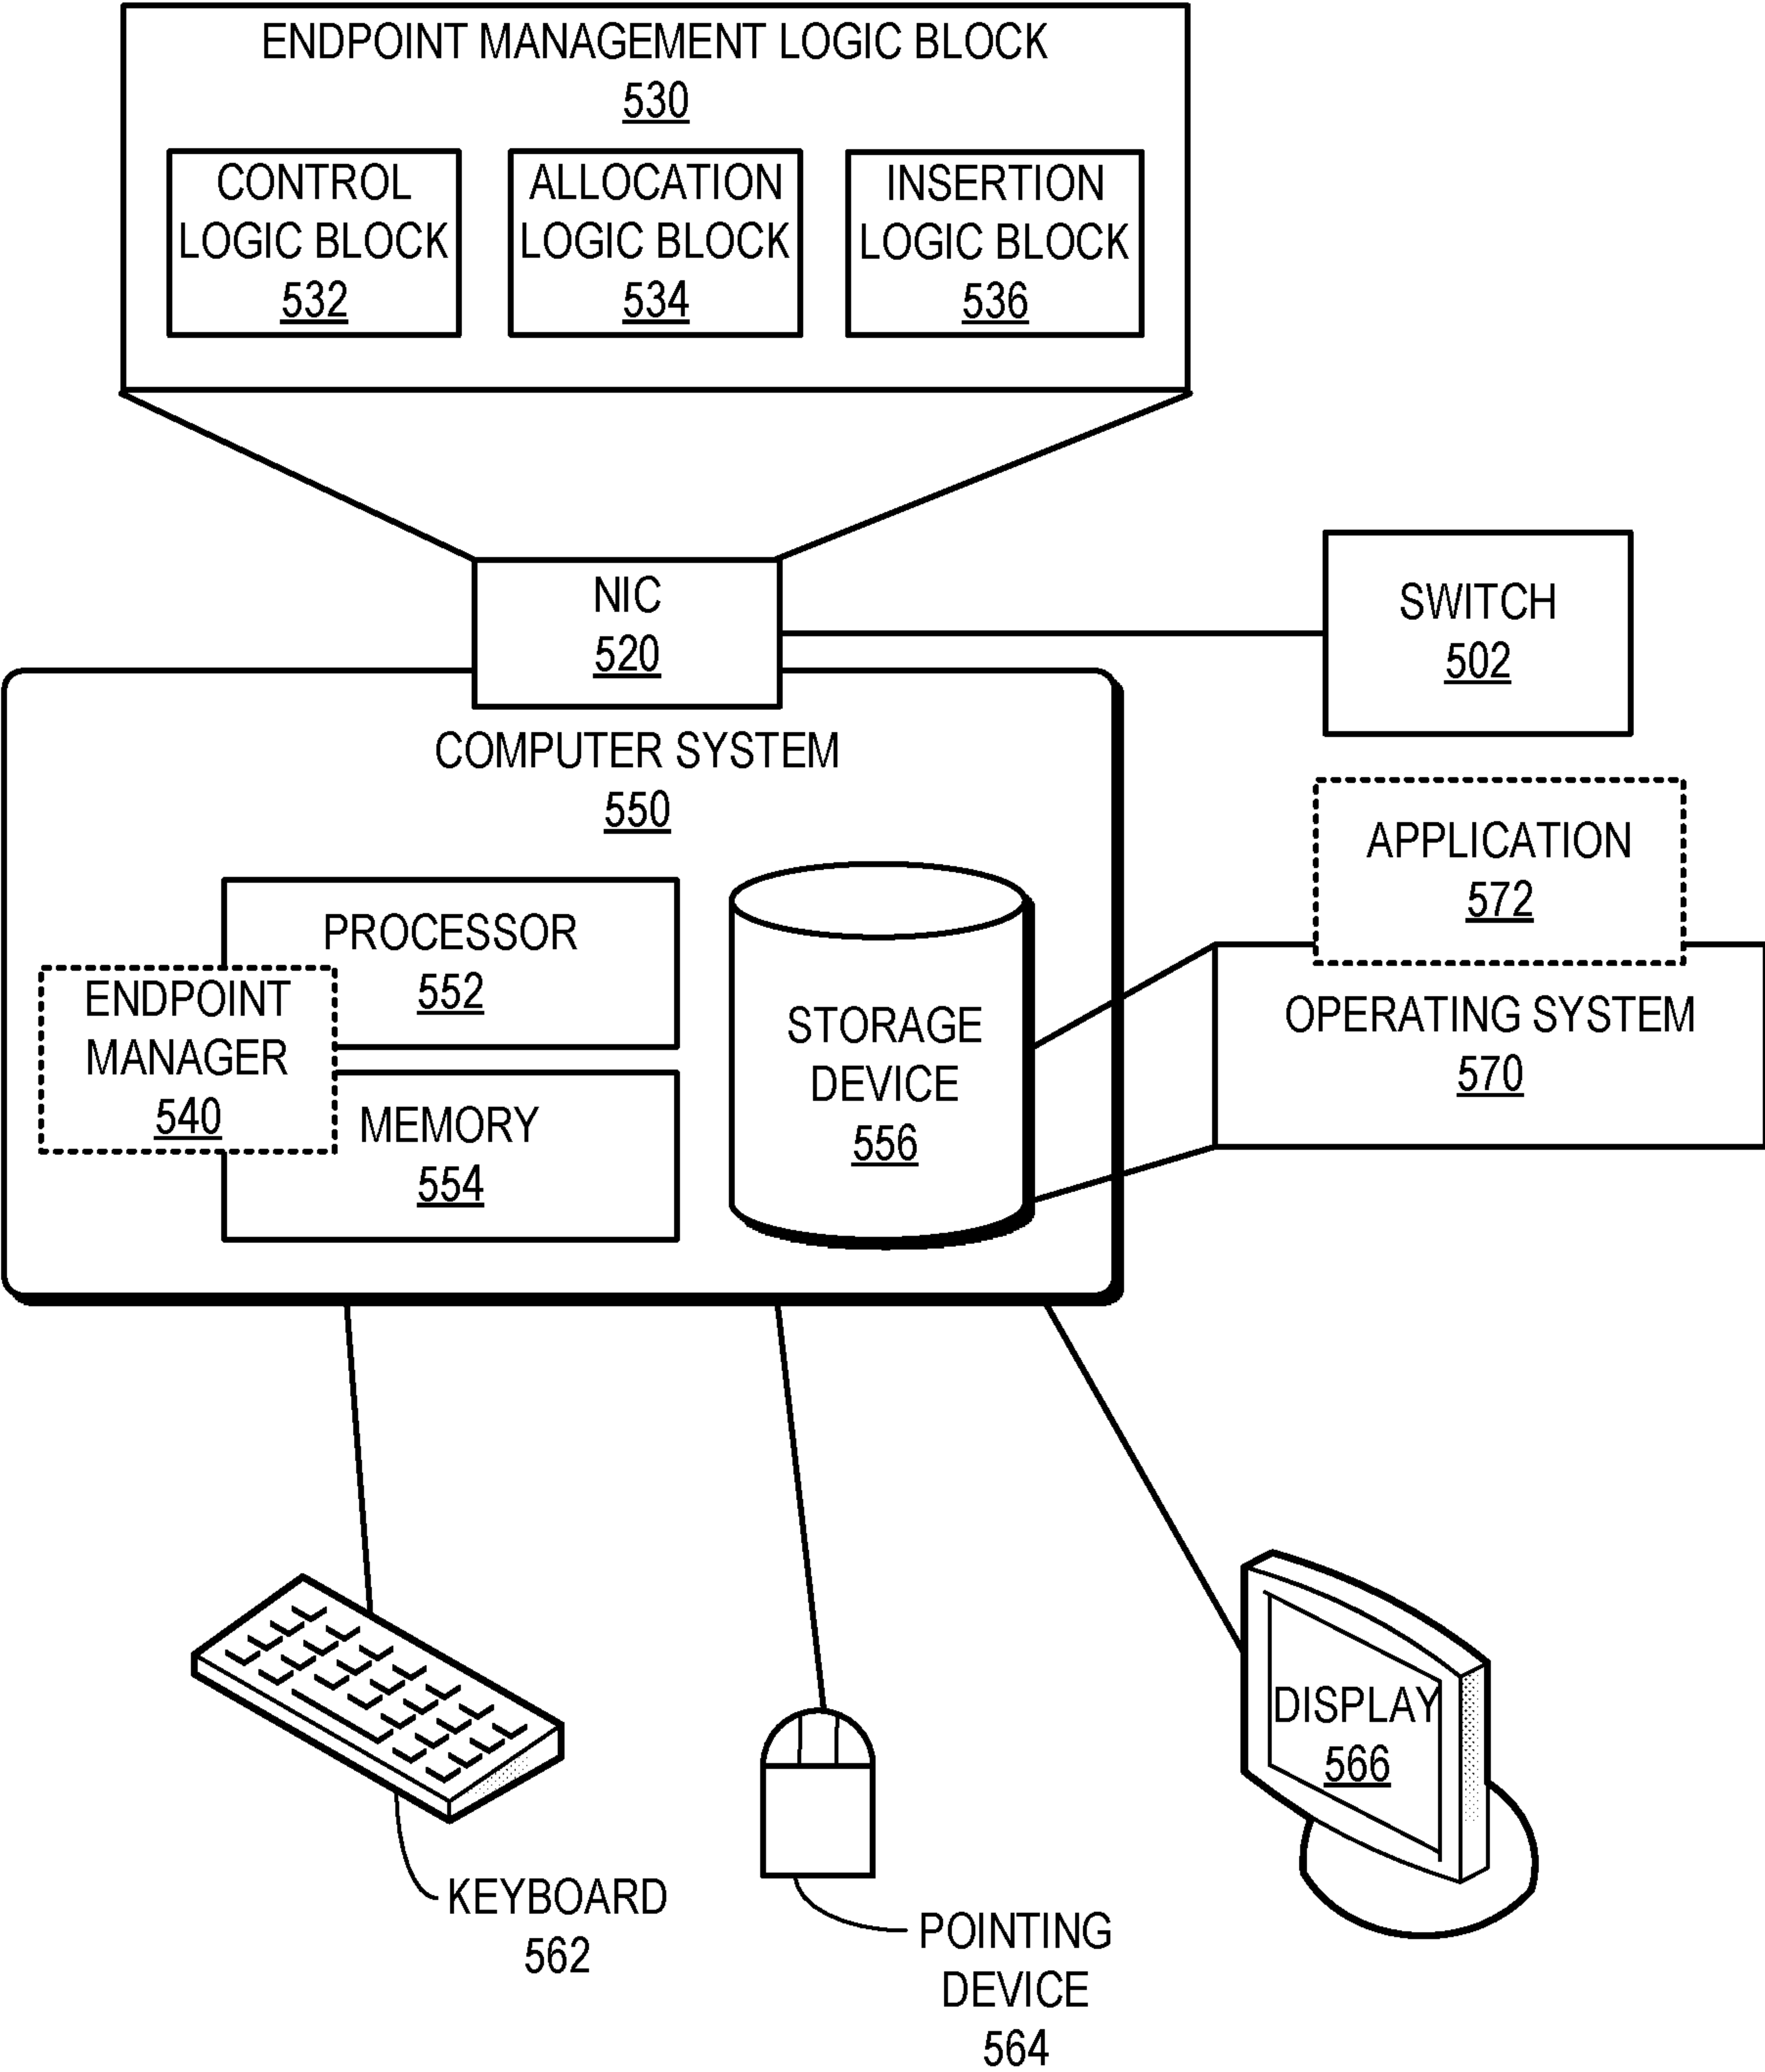 ENDPOINT MANAGEMENT LOGIC BLOCK
530
CONTROL
LOGIC BLOCK
532
ALLOCATION
LOGIC BLOCK
534
INSERTION
LOGIC BLOCK
536
NIC
520
SWITCH
502
COMPUTER SYSTEM
550
APPLICATION
572
PROCESSOR
552
ENDPOINT
MANAGER
540
MEMORY
554
STORAGE
DEVICE
556
OPERATING SYSTEM
570
DISPLAY
566
KEYBOARD
562
POINTING
DEVICE
564